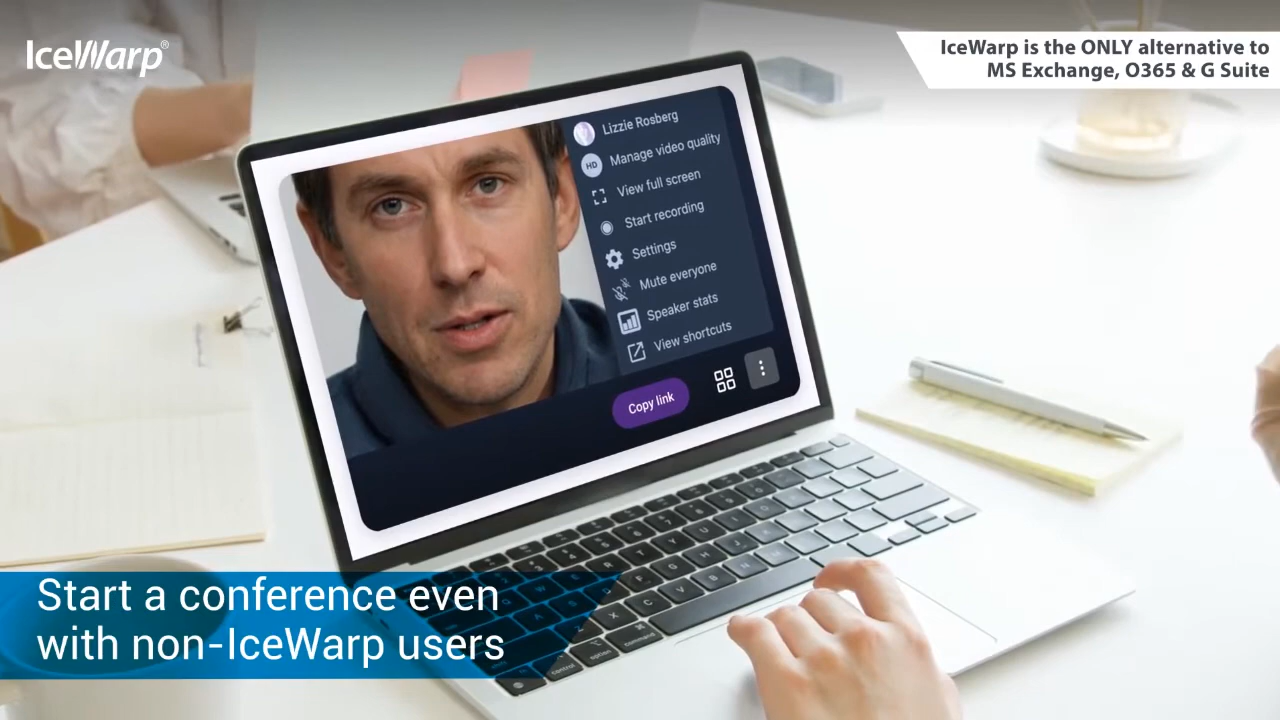 IceWarp®
IceWarp is the ONLY alternative to
MS Exchange, O365 & G Suite
Lizzie Rosberg
HD
Manage video quality
View full screen
Start recording
Settings
Mute everyone
Speaker stats
View shortcuts
Copy link
Start a conference even
with non-IceWarp users